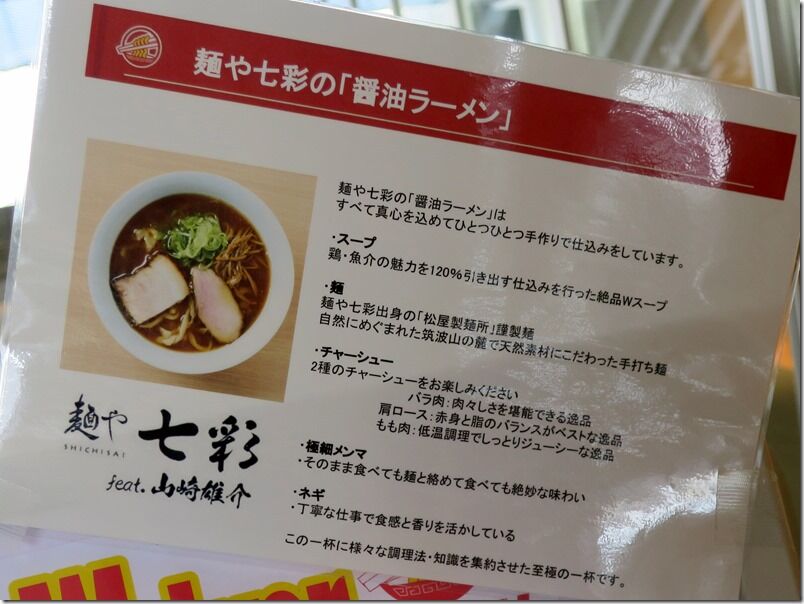 麺や七彩の「醤油ラーメン」
麺や七彩の「醤油ラーメン」は
すべて真心を込めてひとつひとつ手作りで仕込みをしています。
・スープ
鶏・魚介の魅力を120%引き出す仕込みを行った絶品Wスープ
・麺
麺や七彩出身の「松屋製麺所」謹製麺
自然にめぐまれた筑波山の麓で天然素材にこだわった手打ち麺
・チャーシュー
2種のチャーシューをお楽しみください
バラ肉：肉々しさを堪能できる逸品
肩ロース：赤身と脂のバランスがベストな逸品
もも肉：低温調理でしっとりジューシーな逸品
・極細メンマ
・そのまま食べても麺と絡めて食べても絶妙な味わい
・ネギ
・丁寧な仕事で食感と香りを活かしている
この一杯に様々な調理法・知識を集約させた至極の一杯です。
麺や 七彩
SHICHISAI
feat. 山崎雄介